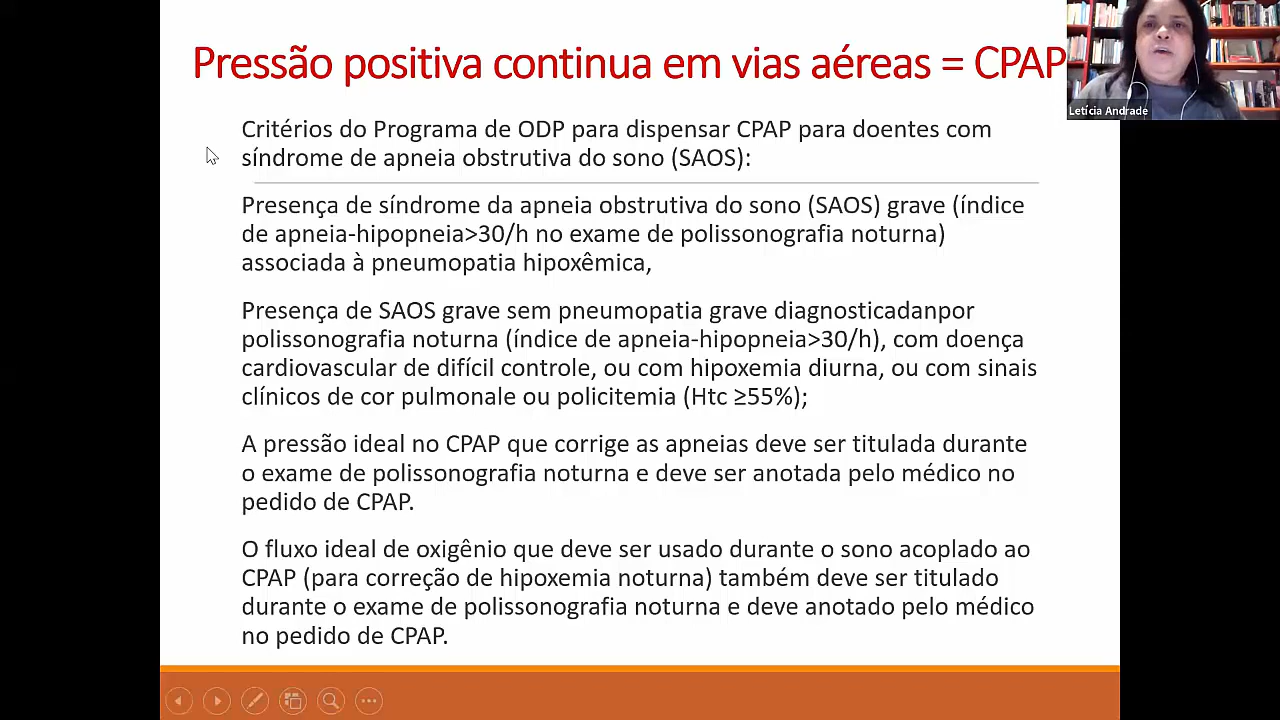 Pressão positiva continua em vias aéreas = CPAP
Letícia Andrade
Critérios do Programa de ODP para dispensar CPAP para doentes com
síndrome de apneia obstrutiva do sono (SAOS):
Presença de síndrome da apneia obstrutiva do sono (SAOS) grave (índice
de apneia-hipopneia>30/h no exame de polissonografia noturna)
associada à pneumopatia hipoxêmica,
Presença de SAOS grave sem pneumopatia grave diagnosticadanpor
polissonografia noturna (índice de apneia-hipopneia>30/h), com doença
cardiovascular de difícil controle, ou com hipoxemia diurna, ou com sinais
clínicos de cor pulmonale ou policitemia (Htc ≥55%);
A pressão ideal no CPAP que corrige as apneias deve ser titulada durante
o exame de polissonografia noturna e deve ser anotada pelo médico no
pedido de CPAP.
O fluxo ideal de oxigênio que deve ser usado durante o sono acoplado ao
CPAP (para correção de hipoxemia noturna) também deve ser titulado
durante o exame de polissonografia noturna e deve anotado pelo médico
no pedido de CPAP.